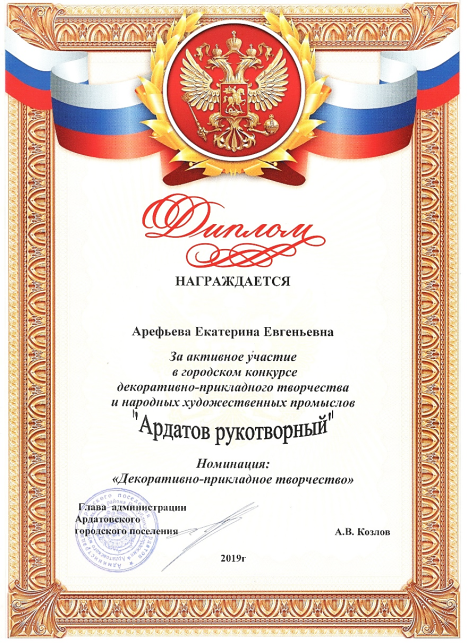 Диплом
НАГРАЖДАЕТСЯ
Арефьева Екатерина Евгеньевна
За активное участие
в городском конкурсе
декоративно-прикладного творчества
и народных художественных промыслов
"Ардатов рукотворный"
Номинация:
«Декоративно-прикладное творчество»
Глава администрации
Ардатовского
городского поселения
А.В. Козлов
2019г